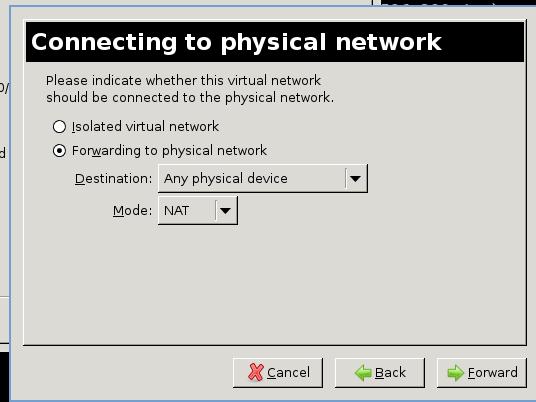 Connecting to physical network
Please indicate whether this virtual network
should be connected to the physical network.
Isolated virtual network
Forwarding to physical network
Destination: Any physical device
Mode: NAT
Cancel Back Forward